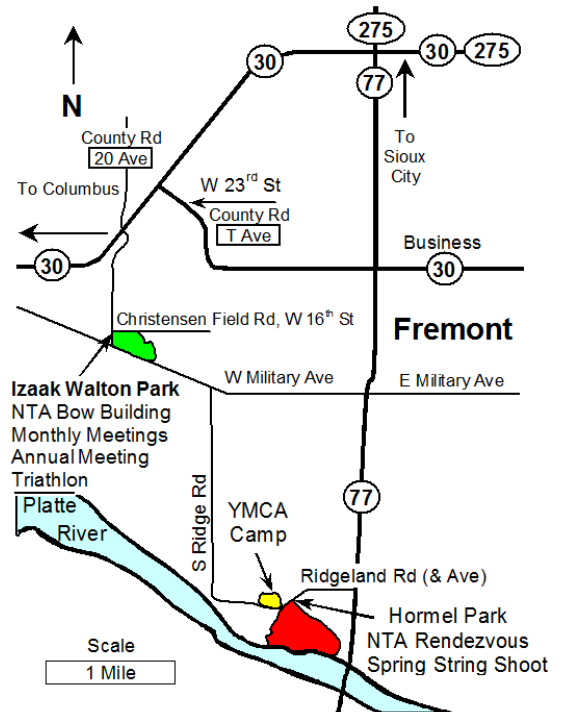 275
30
30
275
77
N
To
Sioux
City
County Rd
20 Ave
To Columbus
W 23rd St
County Rd
T Ave
Business
30
30
Christensen Field Rd, W 16th St
Fremont
W Military Ave
E Military Ave
Izaak Walton Park
NTA Bow Building
Monthly Meetings
Annual Meeting
Triathlon
Platte
River
S Ridge Rd
77
YMCA
Camp
Ridgeland Rd (& Ave)
Hormel Park
NTA Rendezvous
Spring String Shoot
Scale
1 Mile